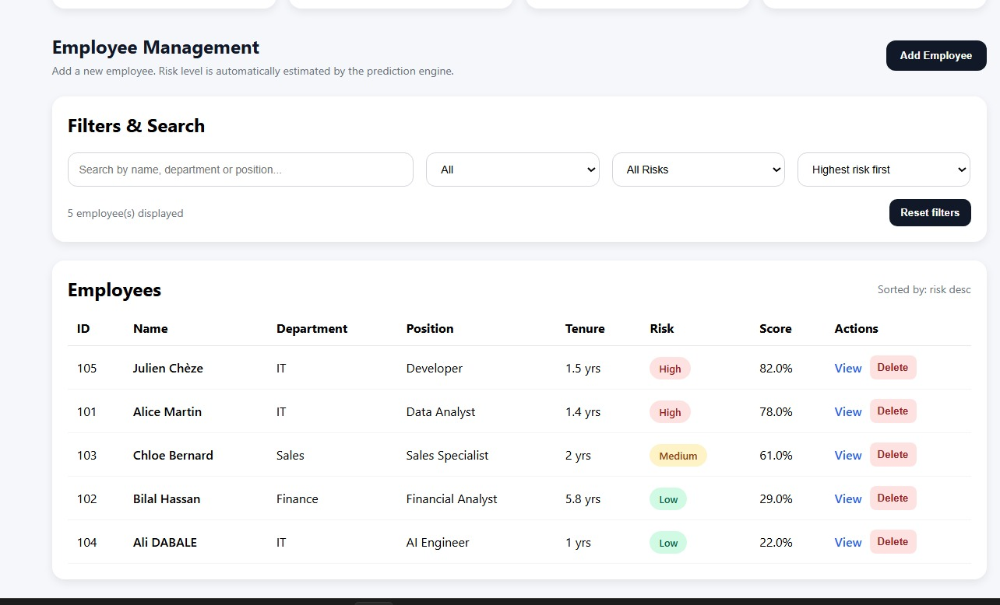 Employee Management
Add a new employee. Risk level is automatically estimated by the prediction engine.
Add Employee
Filters & Search
Search by name, department or position...
All
All Risks
Highest risk first
5 employee(s) displayed
Reset filters
Employees
Sorted by: risk desc
ID Name Department Position Tenure Risk Score Actions
105 Julien Chèze IT Developer 1.5 yrs High 82.0% View Delete
101 Alice Martin IT Data Analyst 1.4 yrs High 78.0% View Delete
103 Chloe Bernard Sales Sales Specialist 2 yrs Medium 61.0% View Delete
102 Bilal Hassan Finance Financial Analyst 5.8 yrs Low 29.0% View Delete
104 Ali DABALE IT AI Engineer 1 yrs Low 22.0% View Delete